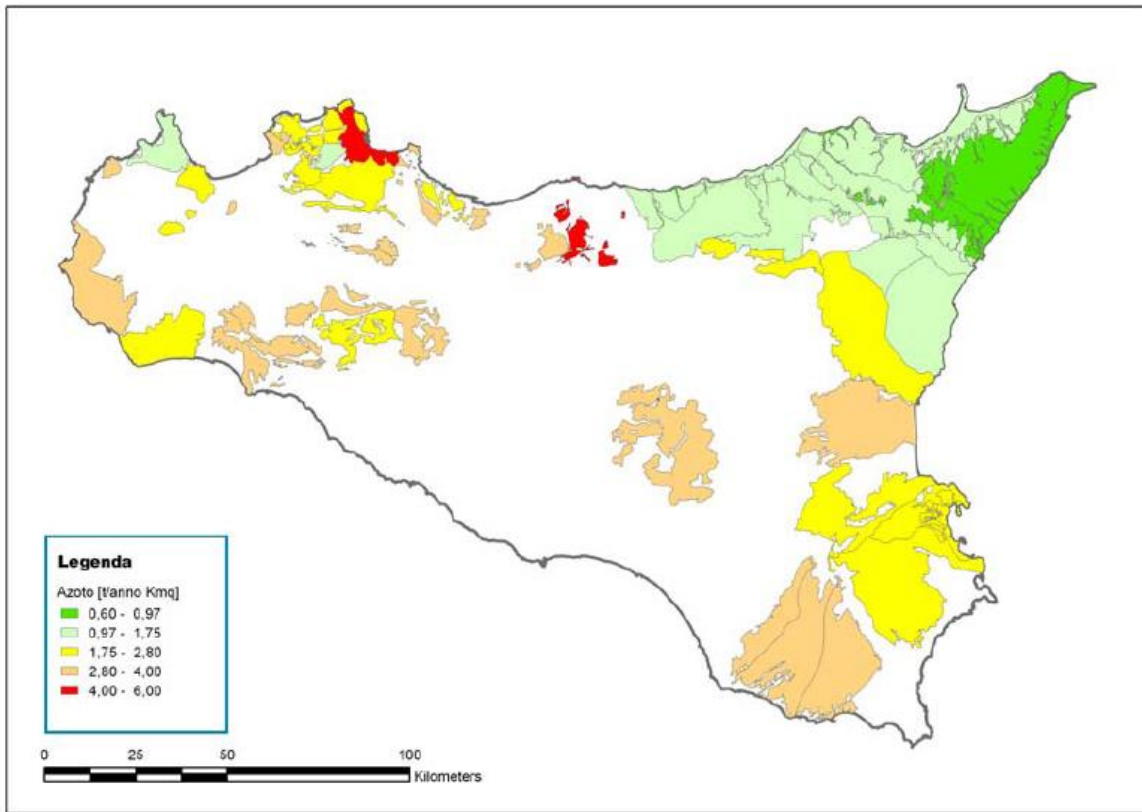 Legenda
Azoto [t/anno Kmq]
0,60 - 0,97
0,97 - 1,75
1,75 - 2,80
2,80 - 4,00
4,00 - 6,00
0 25 50 100
Kilometers